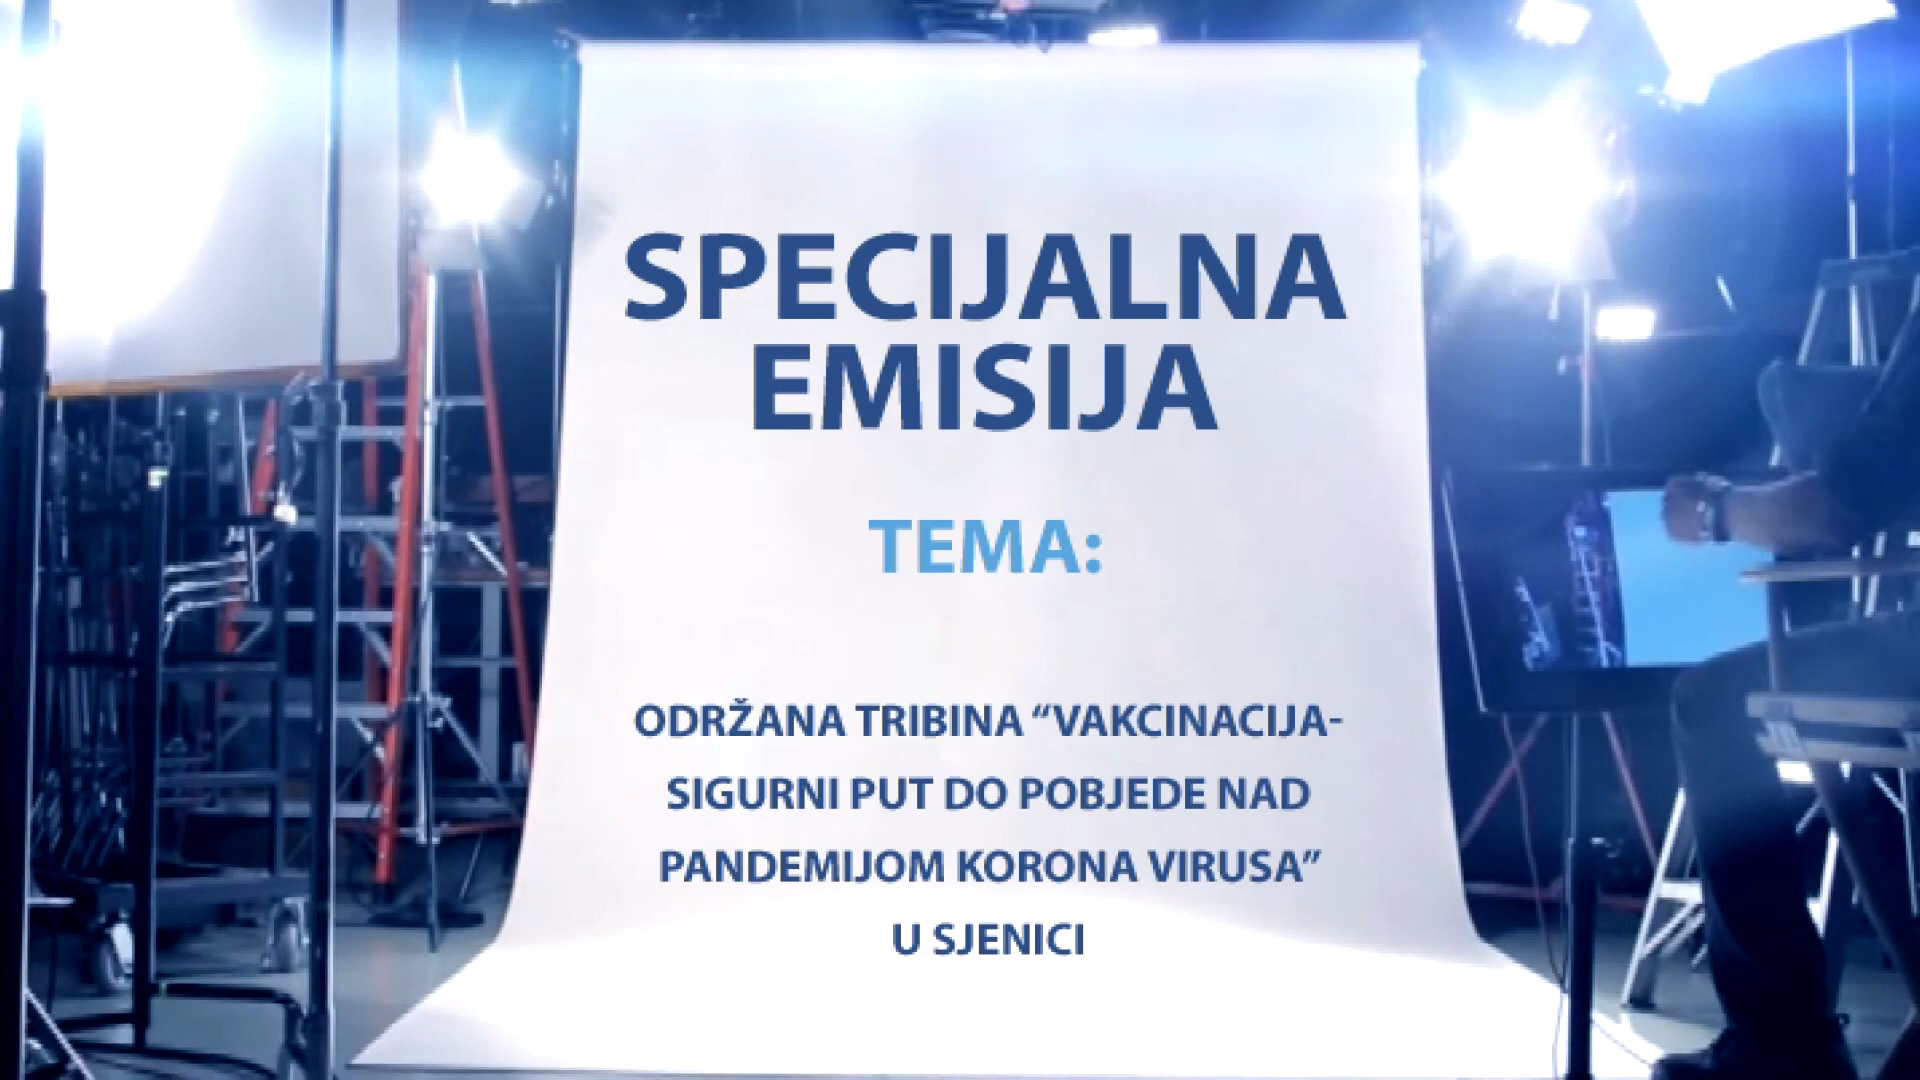 SPECIJALNA
EMISIJA
TEMA:
ODRŽANA TRIBINA “VAKCINACIJA-
SIGURNI PUT DO POBJEDE NAD
PANDEMIJOM KORONA VIRUSA”
U SJENICI